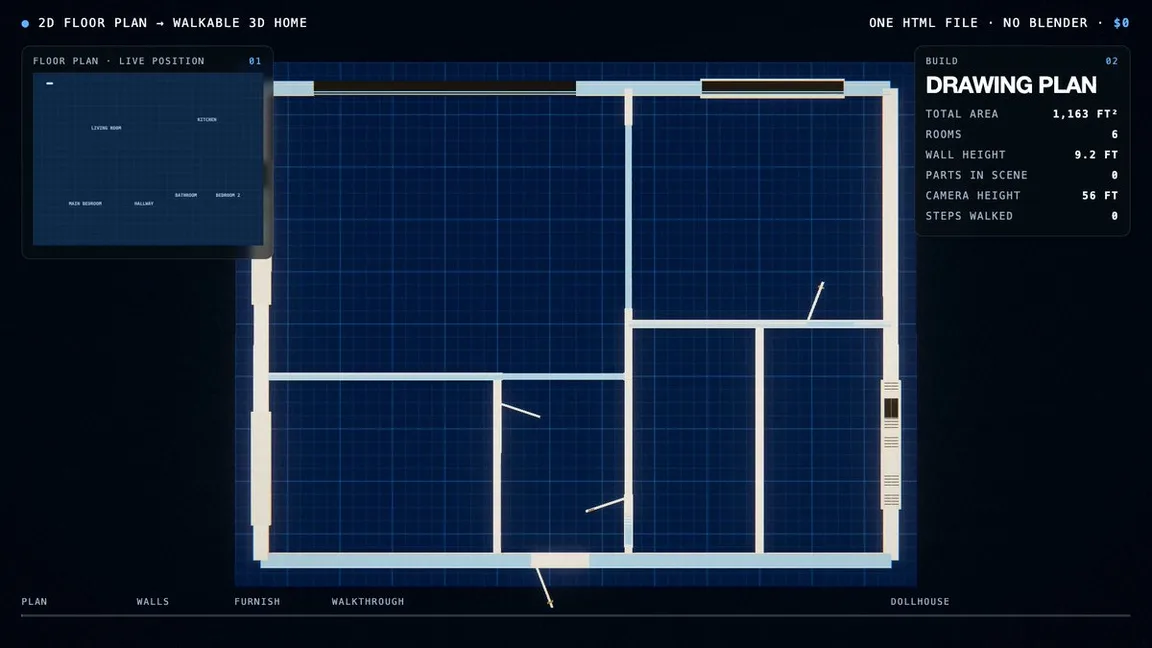 2D FLOOR PLAN → WALKABLE 3D HOME
ONE HTML FILE · NO BLENDER · $0
FLOOR PLAN · LIVE POSITION 01
KITCHEN
LIVING ROOM
BATHROOM BEDROOM 2
MAIN BEDROOM HALLWAY
BUILD 02
DRAWING PLAN
TOTAL AREA 1,163 FT²
ROOMS 6
WALL HEIGHT 9.2 FT
PARTS IN SCENE 0
CAMERA HEIGHT 56 FT
STEPS WALKED 0
PLAN WALLS FURNISH WALKTHROUGH DOLLHOUSE